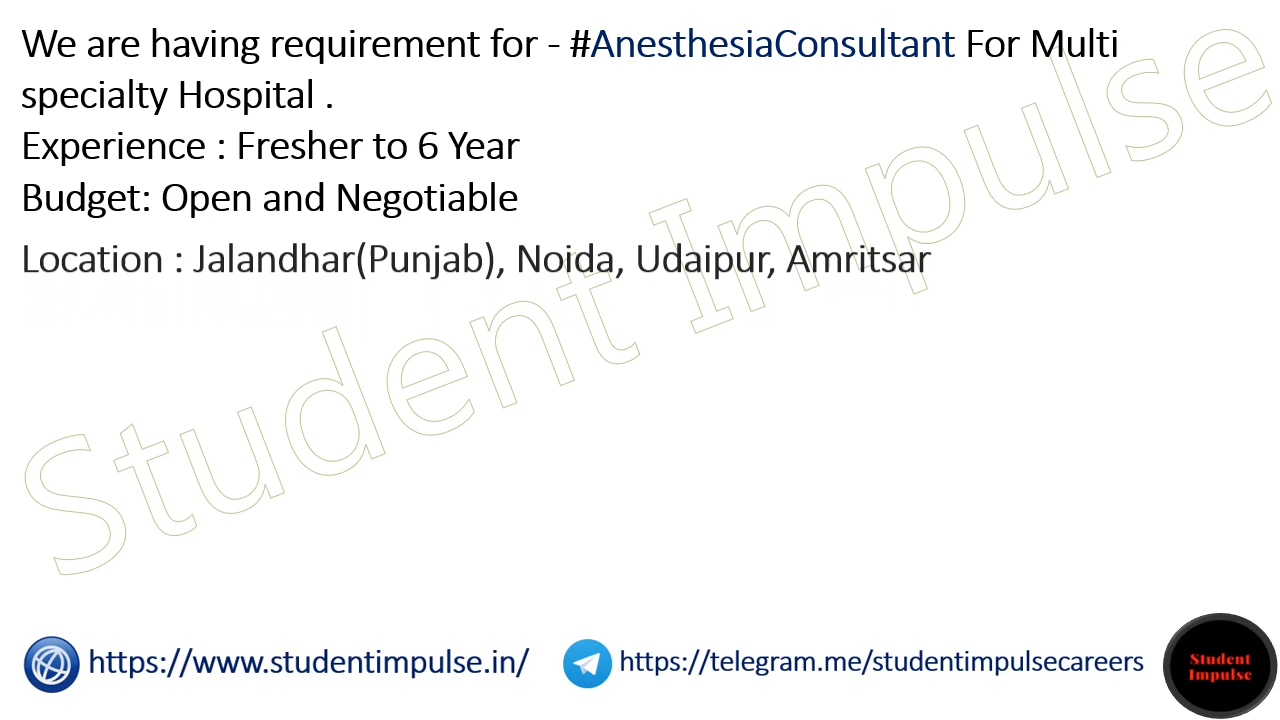 We are having requirement for - #AnesthesiaConsultant For Multi
specialty Hospital .
Experience : Fresher to 6 Year
Budget: Open and Negotiable
Location : Jalandhar(Punjab), Noida, Udaipur, Amritsar
Student Impulse
https://www.studentimpulse.in/
https://telegram.me/studentimpulsecareers
Student
Impulse